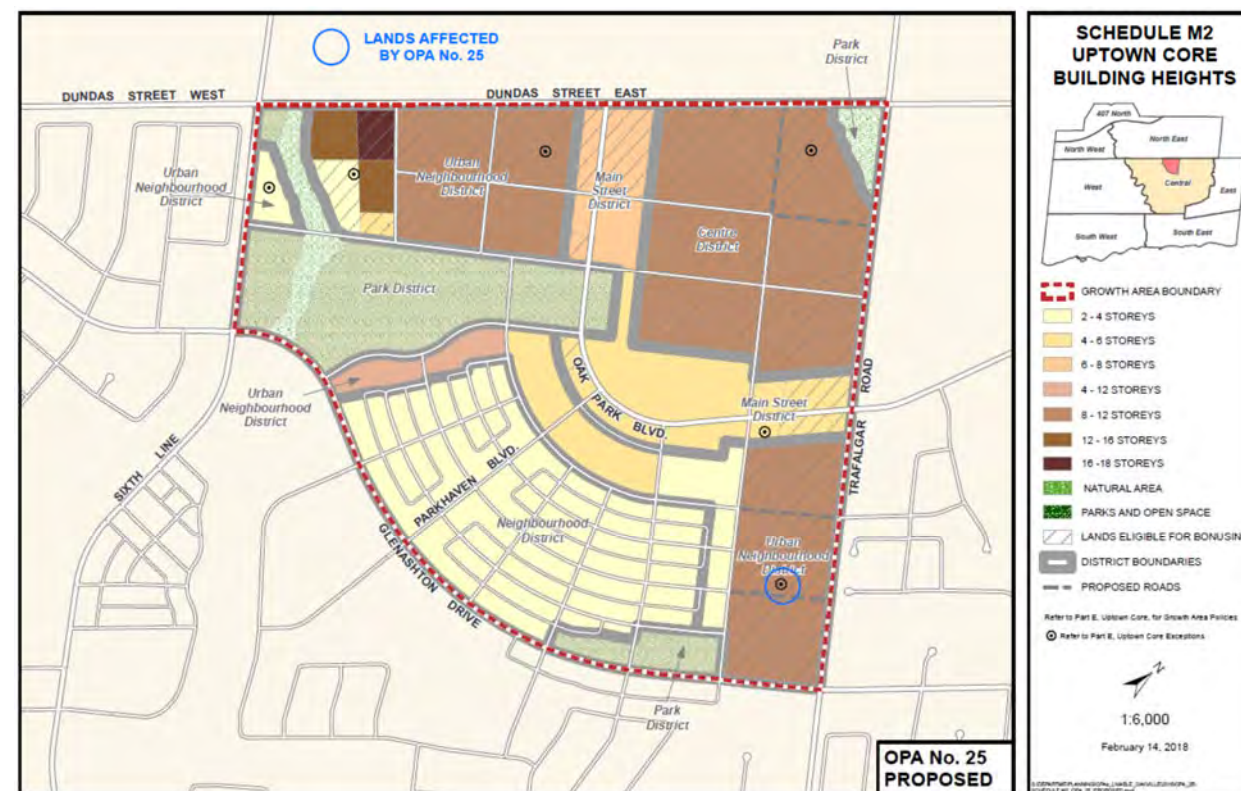 LANDS AFFECTED
BY OPA No. 25
Park
District
DUNDAS STREET WEST
DUNDAS STREET EAST
Urban
Neighbourhood
District
Urban
Neighbourhood
District
Main
Street
District
Centre
District
Park District
Urban
Neighbourhood
District
OAK PARK BLVD.
Main Street
District
TRAFALGAR ROAD
SIXTH LINE
PARKHAVEN BLVD.
Neighbourhood
District
GLENASHTON DRIVE
Urban
Neighbourhood
District
Park
District
OPA No. 25
PROPOSED
SCHEDULE M2
UPTOWN CORE
BUILDING HEIGHTS
407 North
North West
North East
West
Central
East
South West
South East
GROWTH AREA BOUNDARY
2 - 4 STOREYS
4 - 6 STOREYS
6 - 8 STOREYS
4 - 12 STOREYS
8 - 12 STOREYS
12 - 16 STOREYS
16 -18 STOREYS
NATURAL AREA
PARKS AND OPEN SPACE
LANDS ELIGIBLE FOR BONUSIN
DISTRICT BOUNDARIES
PROPOSED ROADS
Refer to Part E, Uptown Core, for Growth Area Policies
Refer to Part E, Uptown Core Exceptions
N
1:6,000
February 14, 2018